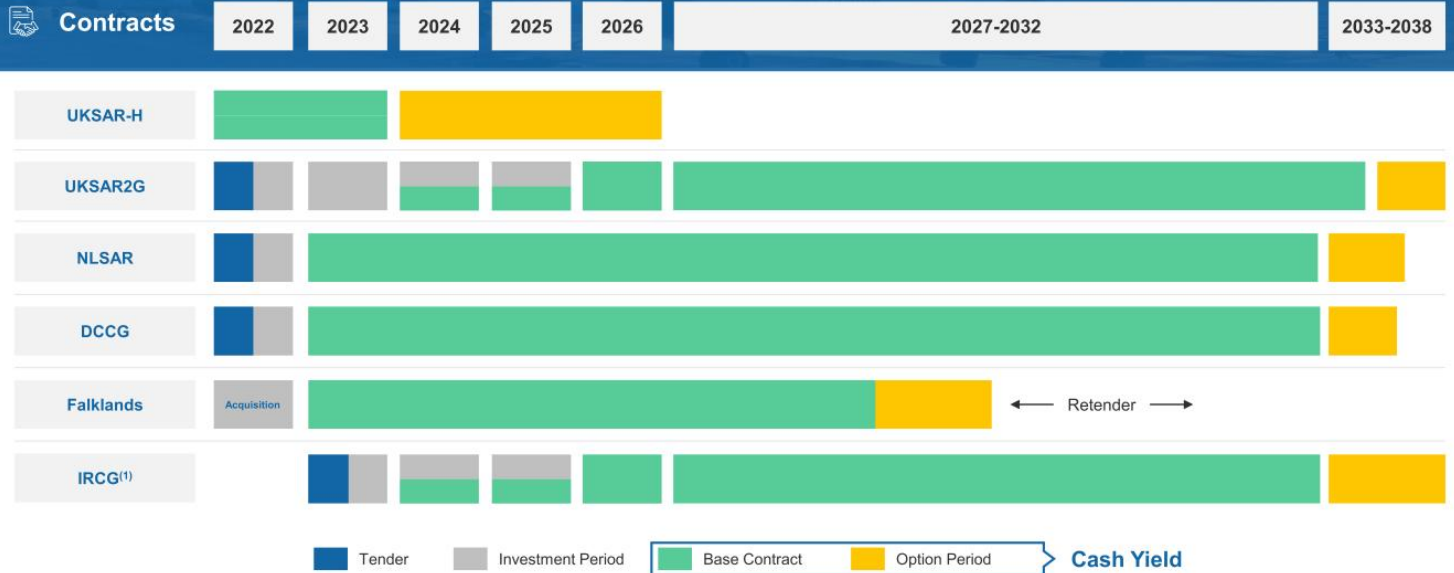 Contracts 2022 2023 2024 2025 2026 2027-2032 2033-2038
UKSAR-H
UKSAR2G
NLSAR
DCCG
Falklands Acquisition Retender
IRCG(1)
Tender Investment Period Base Contract Option Period Cash Yield